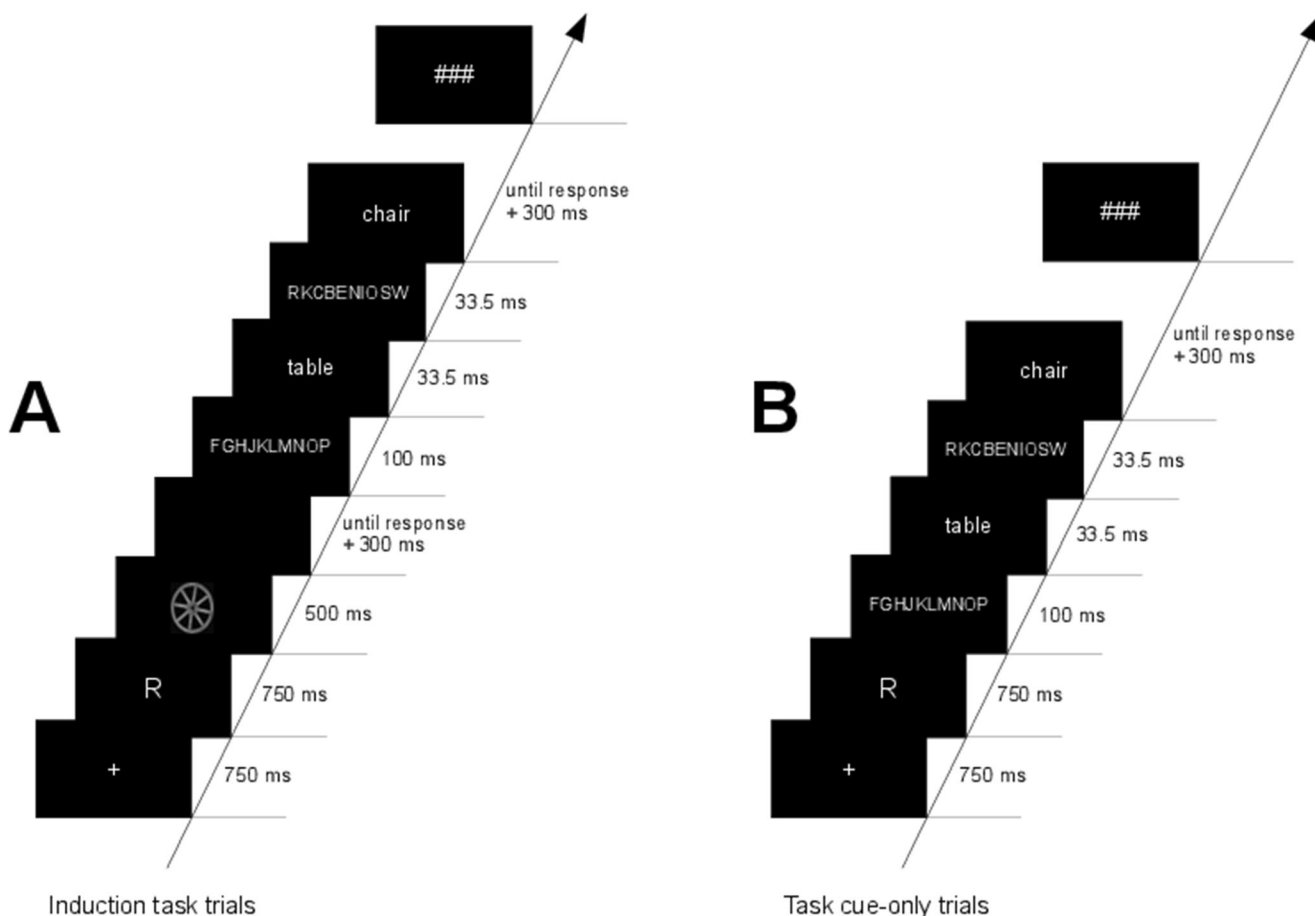 ###
until response
+ 300 ms
chair
RKCBENIOSW
33.5 ms
table
33.5 ms
A
FGHJKLMNOP
100 ms
until response
+ 300 ms
500 ms
R
750 ms
+
750 ms
Induction task trials
###
until response
+300 ms
chair
B
RKCBENIOSW
33.5 ms
table
33.5 ms
FGHJKLMNOP
100 ms
R
750 ms
+
750 ms
Task cue-only trials